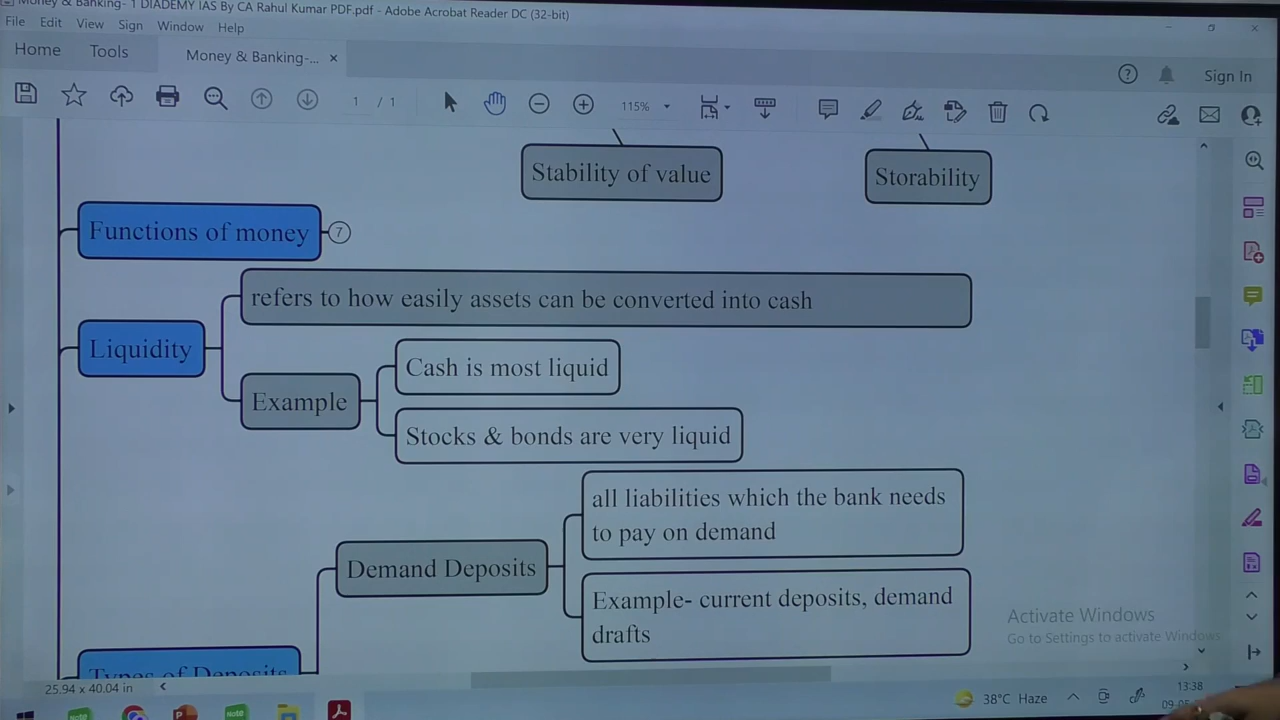 Money & Banking- 1 DIADEMY IAS By CA Rahul Kumar PDF.pdf - Adobe Acrobat Reader DC (32-bit)
File Edit View Sign Window Help
Home Tools Money & Banking-... ×
Sign In
1 / 1 115%
Stability of value
Storability
Functions of money 7
refers to how easily assets can be converted into cash
Liquidity
Cash is most liquid
Example
Stocks & bonds are very liquid
all liabilities which the bank needs
to pay on demand
Demand Deposits
Example- current deposits, demand
drafts
Activate Windows
Go to Settings to activate Windows
Types of Deposits
25.94 x 40.04 in
38°C Haze
13:38